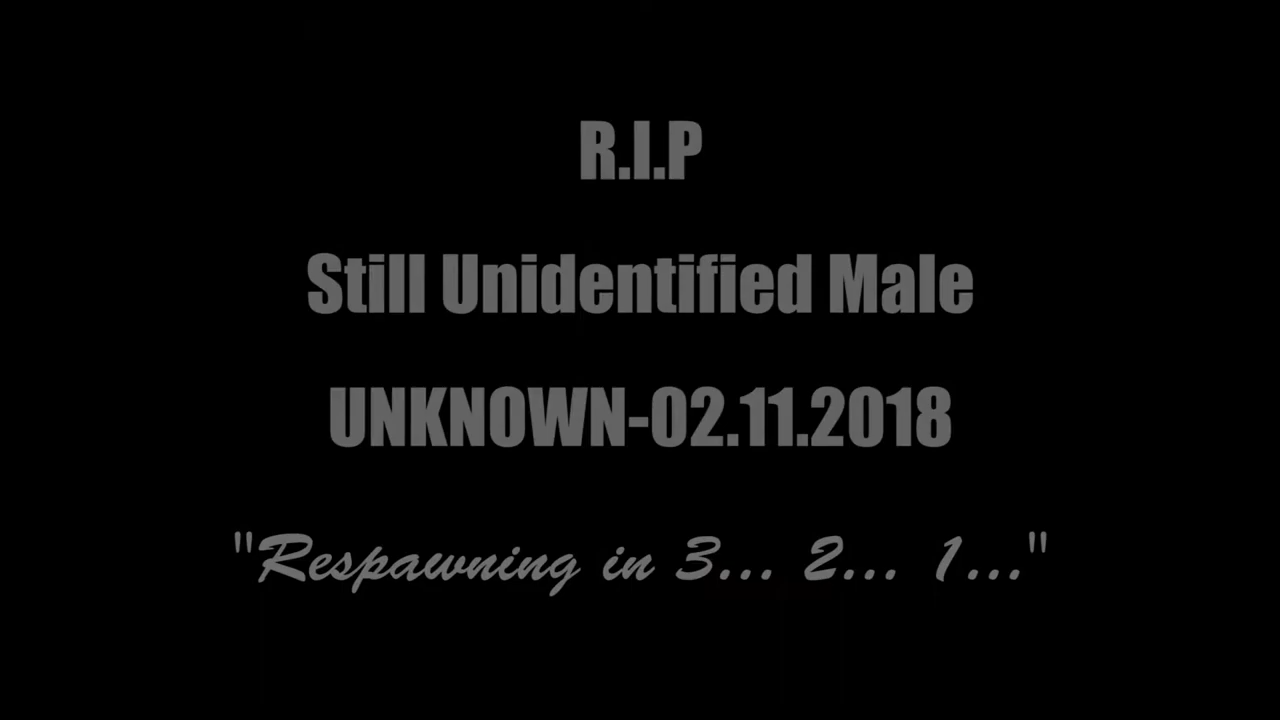 R.I.P
Still Unidentified Male
UNKNOWN-02.11.2018
"Respawning in 3... 2... 1..."